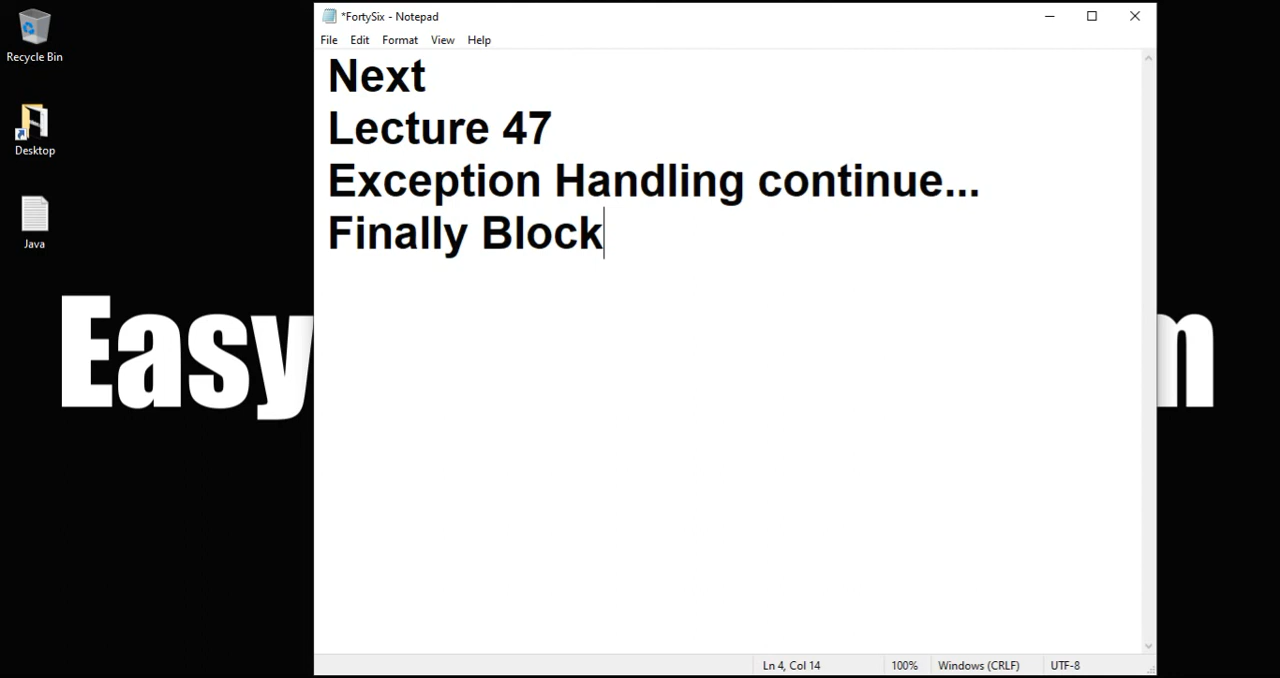 *FortySix - Notepad
File Edit Format View Help
Next
Lecture 47
Exception Handling continue...
Finally Block
Ln 4, Col 14 100% Windows (CRLF) UTF-8
Recycle Bin
Desktop
Java
Easy
m